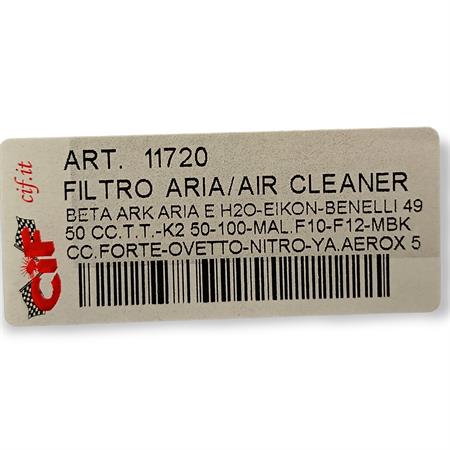 cif.it
CIF
ART. 11720
FILTRO ARIA/AIR CLEANER
BETA ARK ARIA E H2O-EIKON-BENELLI 49
50 CC.T.T.-K2 50-100-MAL.F10-F12-MBK
CC.FORTE-OVETTO-NITRO-YA.AEROX 5